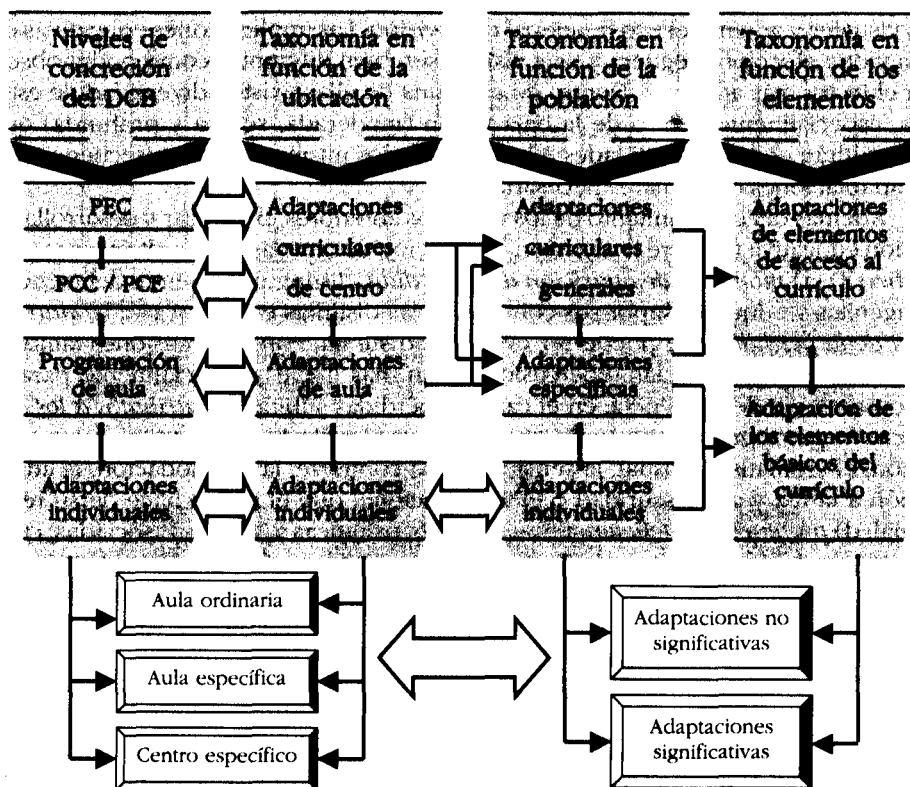 Niveles de
concreción
del DCB
Taxonomía en
función de la
ubicación
Taxonomía en
función de la
población
Taxonomía en
función de los
elementos
PEC
PCC / PCE
Programación
de aula
Adaptaciones
individuales
Adaptaciones
curriculares
de centro
Adaptaciones
de aula
Adaptaciones
individuales
Adaptaciones
curriculares
generales
Adaptaciones
específicas
Adaptaciones
individuales
Adaptaciones
de elementos
de acceso al
currículo
Adaptación de
los elementos
básicos del
currículo
Aula ordinaria
Aula específica
Centro específico
Adaptaciones no
significativas
Adaptaciones
significativas